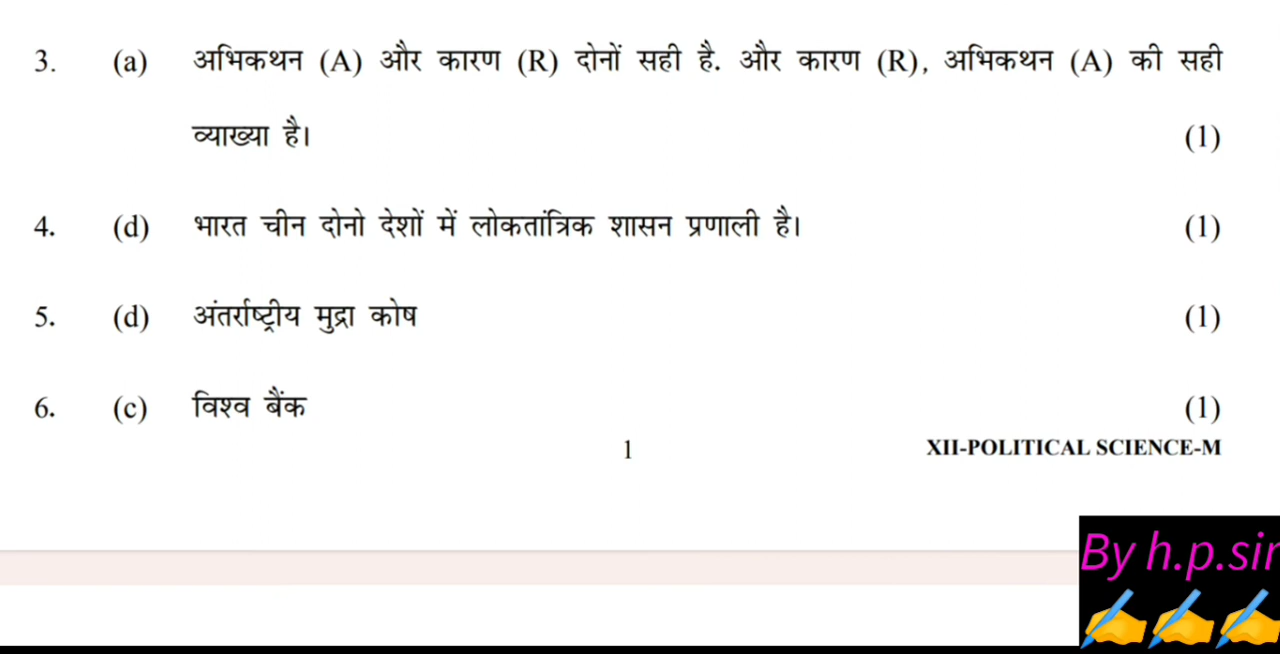 3. (a) अभिकथन (A) और कारण (R) दोनों सही है. और कारण (R), अभिकथन (A) की सही
व्याख्या है। (1)
4. (d) भारत चीन दोनो देशों में लोकतांत्रिक शासन प्रणाली है। (1)
5. (d) अंतर्राष्ट्रीय मुद्रा कोष (1)
6. (c) विश्व बैंक (1)
1 XII-POLITICAL SCIENCE-M
By h.p.sir